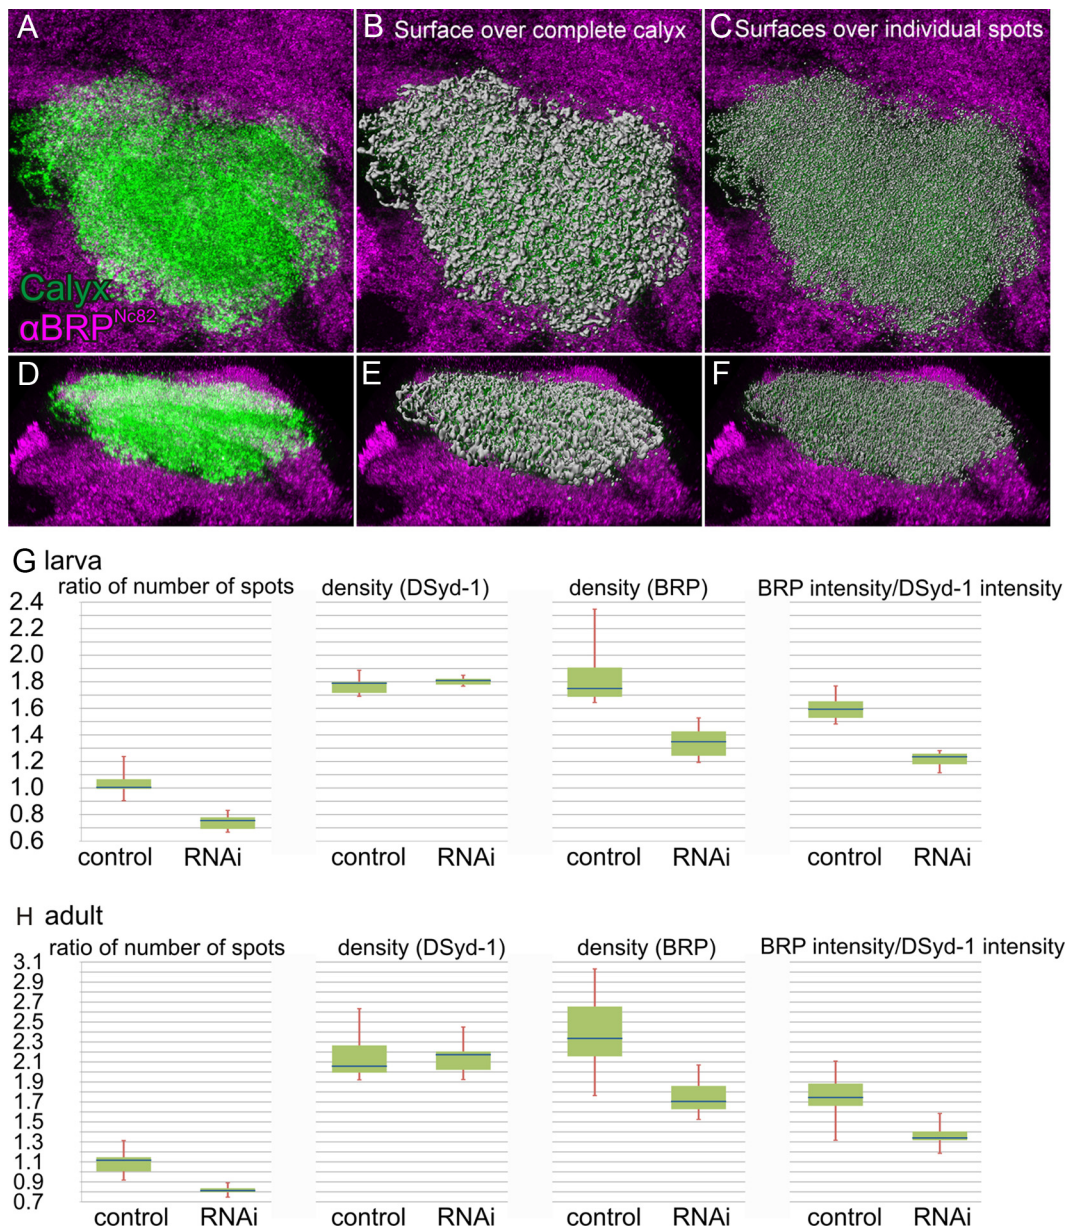 A
B Surface over complete calyx
C Surfaces over individual spots
Calyx
αBRP^Nc82
D
E
F
G larva
ratio of number of spots density (DSyd-1) density (BRP) BRP intensity/DSyd-1 intensity
2.4
2.2
2.0
1.8
1.6
1.4
1.2
1.0
0.8
0.6
control RNAi control RNAi control RNAi control RNAi
H adult
ratio of number of spots density (DSyd-1) density (BRP) BRP intensity/DSyd-1 intensity
3.1
2.9
2.7
2.5
2.3
2.1
1.9
1.7
1.5
1.3
1.1
0.9
0.7
control RNAi control RNAi control RNAi control RNAi